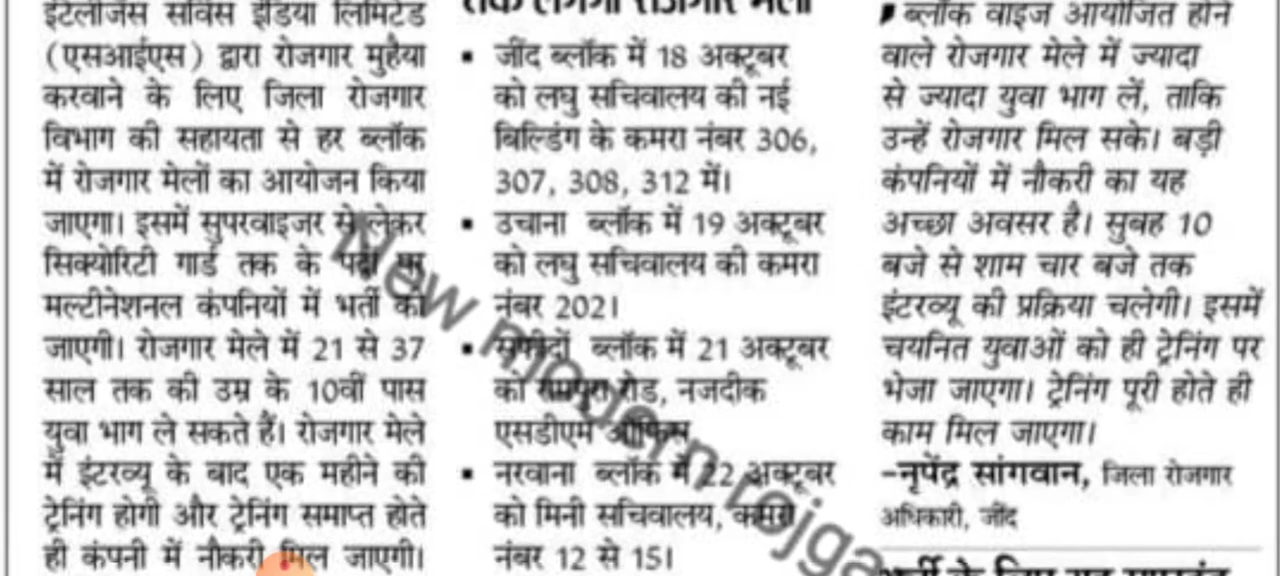 इंटेलीजेंस सर्विस इंडिया लिमिटेड
(एसआईएस) द्वारा रोजगार मुहैया
करवाने के लिए जिला रोजगार
विभाग की सहायता से हर ब्लॉक
में रोजगार मेलों का आयोजन किया
जाएगा। इसमें सुपरवाइजर से लेकर
सिक्योरिटी गार्ड तक के पदों पर
मल्टीनेशनल कंपनियों में भर्ती की
जाएगी। रोजगार मेले में 21 से 37
साल तक की उम्र के 10वीं पास
युवा भाग ले सकते हैं। रोजगार मेले
में इंटरव्यू के बाद एक महीने की
ट्रेनिंग होगी और ट्रेनिंग समाप्त होते
ही कंपनी में नौकरी मिल जाएगी।
रोजगार मेला
▪ जींद ब्लॉक में 18 अक्टूबर
को लघु सचिवालय की नई
बिल्डिंग के कमरा नंबर 306,
307, 308, 312 में।
▪ उचाना ब्लॉक में 19 अक्टूबर
को लघु सचिवालय की कमरा
नंबर 202।
▪ ब्लॉक में 21 अक्टूबर
को रोड, नजदीक
एसडीएम ऑफिस
▪ नरवाना ब्लॉक में 22 अक्टूबर
को मिनी सचिवालय, कमरा
नंबर 12 से 15।
ब्लॉक वाइज आयोजित होने
वाले रोजगार मेले में ज्यादा
से ज्यादा युवा भाग लें, ताकि
उन्हें रोजगार मिल सके। बड़ी
कंपनियों में नौकरी का यह
अच्छा अवसर है। सुबह 10
बजे से शाम चार बजे तक
इंटरव्यू की प्रक्रिया चलेगी। इसमें
चयनित युवाओं को ही ट्रेनिंग पर
भेजा जाएगा। ट्रेनिंग पूरी होते ही
काम मिल जाएगा।
-नृपेंद्र सांगवान, जिला रोजगार
अधिकारी, जींद
New modern rojga